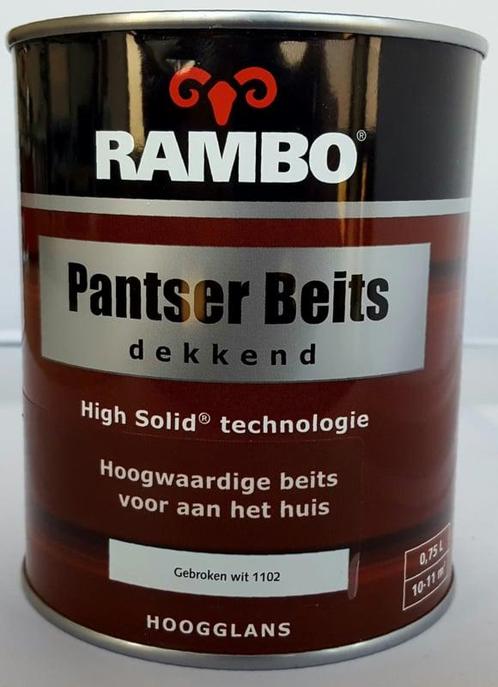 RAMBO®
Pantser Beits
dekkend
High Solid® technologie
Hoogwaardige beits
voor aan het huis
Gebroken wit 1102
0,75 L
10-11 m²
HOOGGLANS